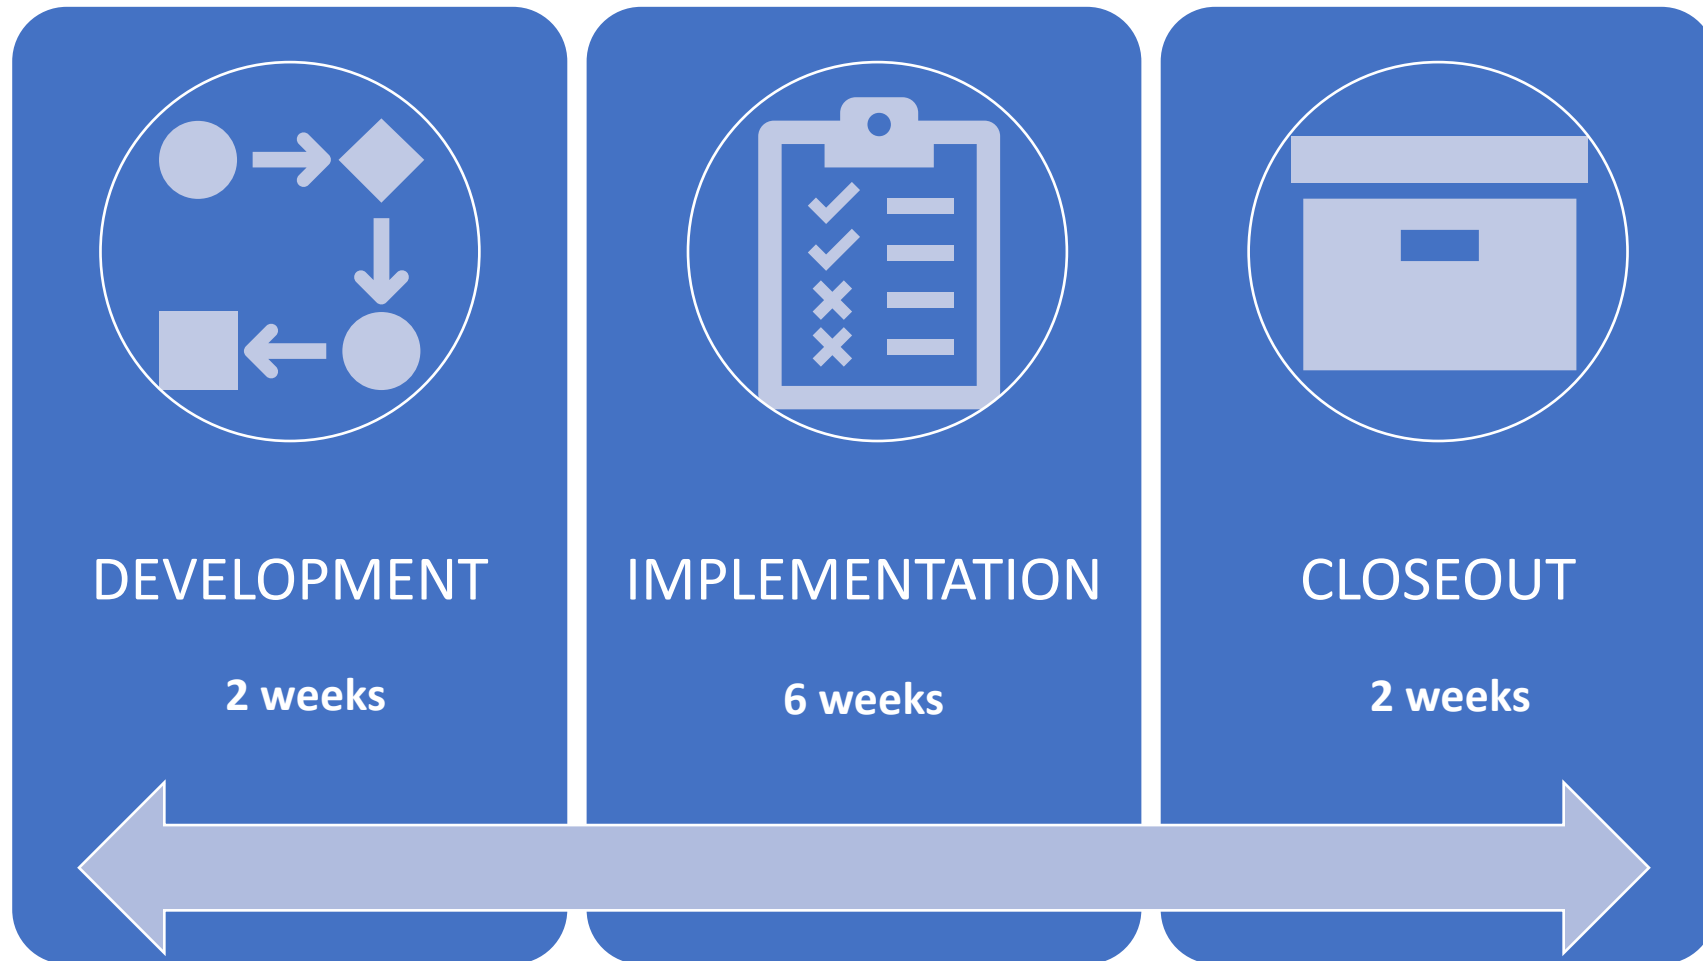 DEVELOPMENT
2 weeks
IMPLEMENTATION
6 weeks
CLOSEOUT
2 weeks